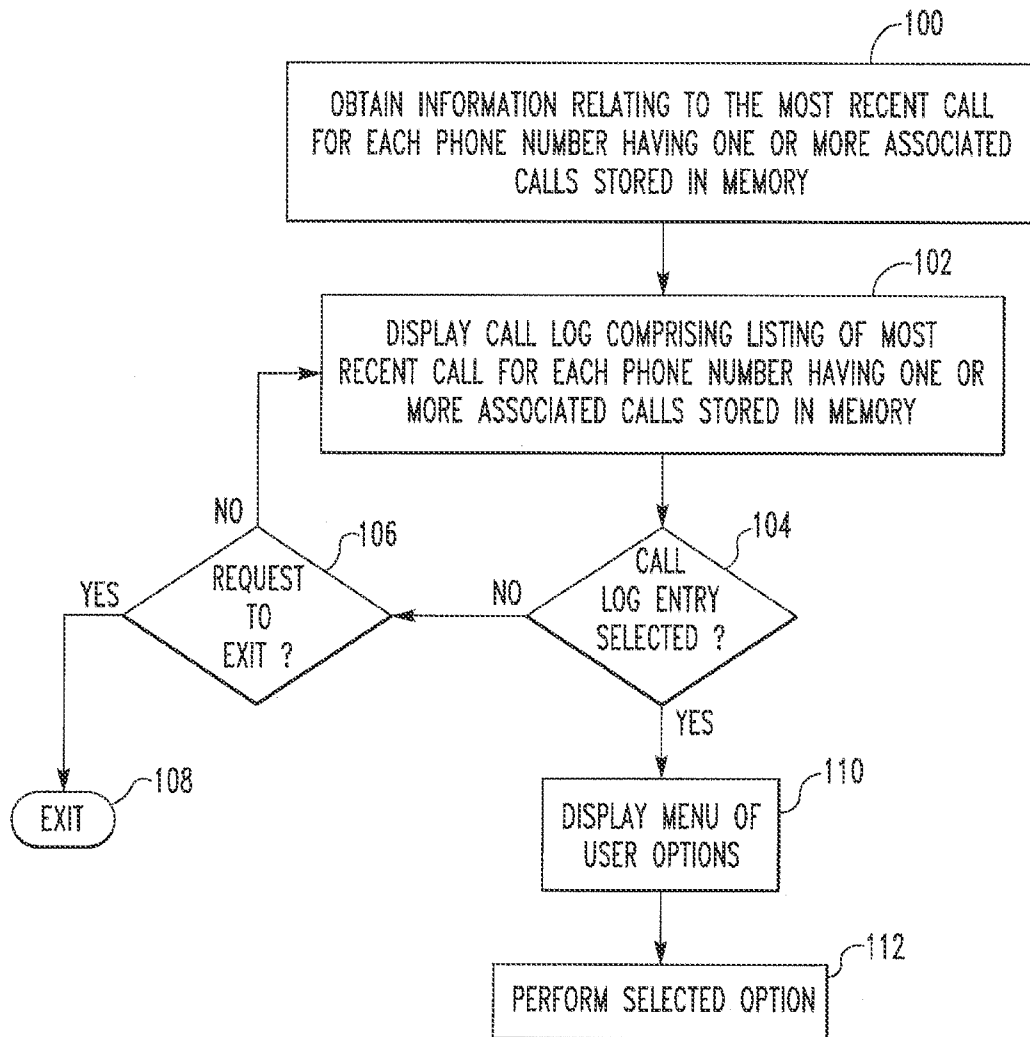 100
OBTAIN INFORMATION RELATING TO THE MOST RECENT CALL
FOR EACH PHONE NUMBER HAVING ONE OR MORE ASSOCIATED
CALLS STORED IN MEMORY
102
DISPLAY CALL LOG COMPRISING LISTING OF MOST
RECENT CALL FOR EACH PHONE NUMBER HAVING ONE OR
MORE ASSOCIATED CALLS STORED IN MEMORY
104
CALL
LOG ENTRY
SELECTED ?
NO
YES
106
REQUEST
TO
EXIT ?
NO
YES
108
EXIT
110
DISPLAY MENU OF
USER OPTIONS
112
PERFORM SELECTED OPTION